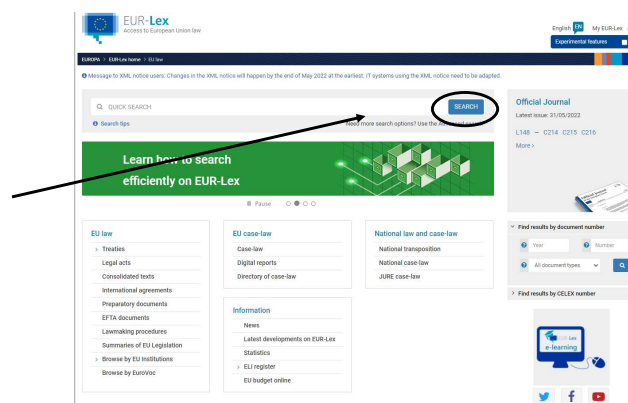 EUR-Lex
Access to European Union law
English EN My EUR-Lex
Experimental features
EUROPA > EUR-Lex home > EU law
Message to XML notice users: Changes in the XML notice will happen by the end of May 2022 at the earliest. IT systems using the XML notice need to be adapted.
QUICK SEARCH
SEARCH
Search tips
Need more search options? Use the
Learn how to search
efficiently on EUR-Lex
Pause
EU law
> Treaties
Legal acts
Consolidated texts
International agreements
Preparatory documents
EFTA documents
Lawmaking procedures
Summaries of EU Legislation
> Browse by EU Institutions
Browse by EuroVoc
EU case-law
Case-law
Digital reports
Directory of case-law
Information
News
Latest developments on EUR-Lex
Statistics
> ELI register
EU budget online
National law and case-law
National transposition
National case-law
JURE case-law
Official Journal
Latest issue: 31/05/2022
L148 – C214 C215 C216
More >
Find results by document number
Year
Number
All document types
> Find results by CELEX number
EUR-Lex
e-learning